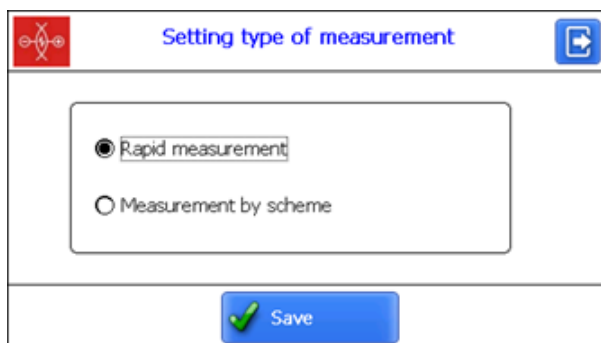 Setting type of measurement
Rapid measurement
Measurement by scheme
Save